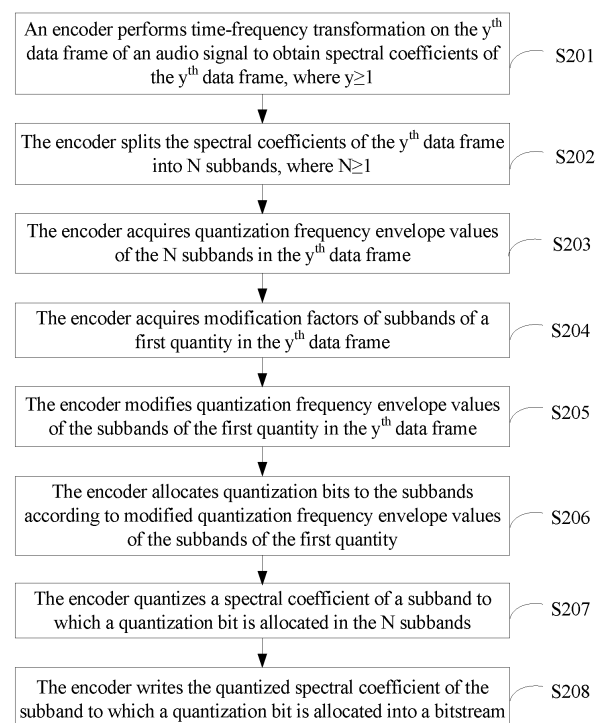 An encoder performs time-frequency transformation on the yth
data frame of an audio signal to obtain spectral coefficients of
the yth data frame, where y≥1
S201
The encoder splits the spectral coefficients of the yth data frame
into N subbands, where N≥1
S202
The encoder acquires quantization frequency envelope values
of the N subbands in the yth data frame
S203
The encoder acquires modification factors of subbands of a
first quantity in the yth data frame
S204
The encoder modifies quantization frequency envelope values
of the subbands of the first quantity in the yth data frame
S205
The encoder allocates quantization bits to the subbands
according to modified quantization frequency envelope values
of the subbands of the first quantity
S206
The encoder quantizes a spectral coefficient of a subband to
which a quantization bit is allocated in the N subbands
S207
The encoder writes the quantized spectral coefficient of the
subband to which a quantization bit is allocated into a bitstream
S208